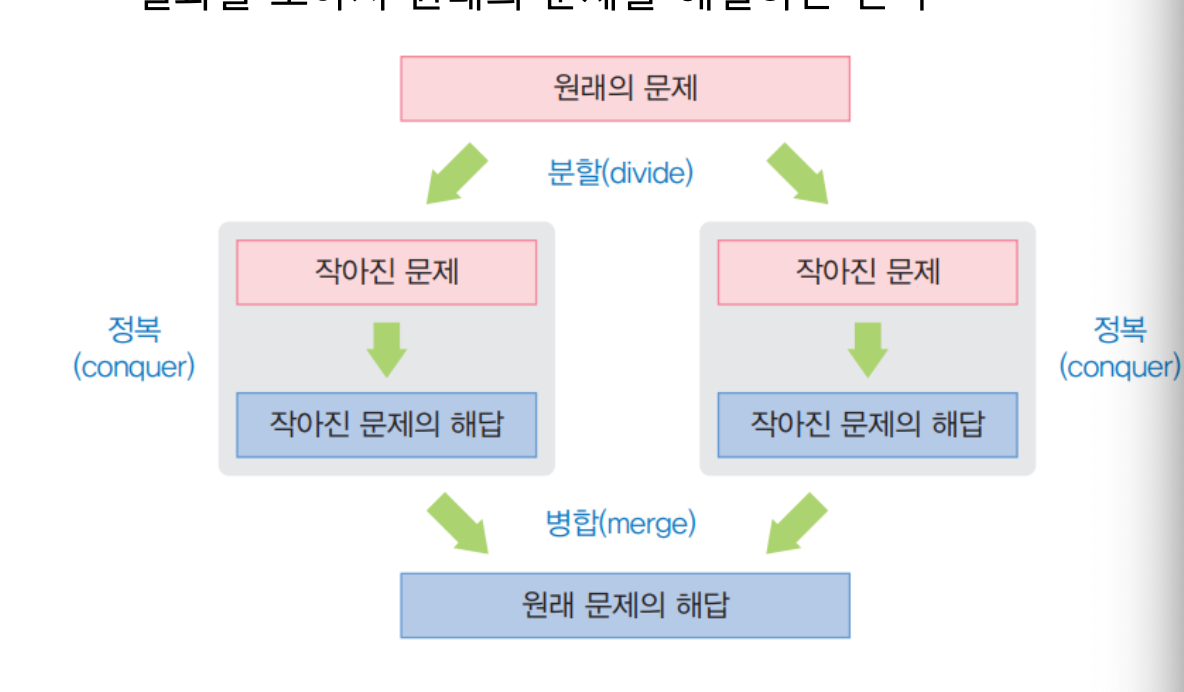 원래의 문제
분할(divide)
작아진 문제
작아진 문제
정복
(conquer)
정복
(conquer)
작아진 문제의 해답
작아진 문제의 해답
병합(merge)
원래 문제의 해답